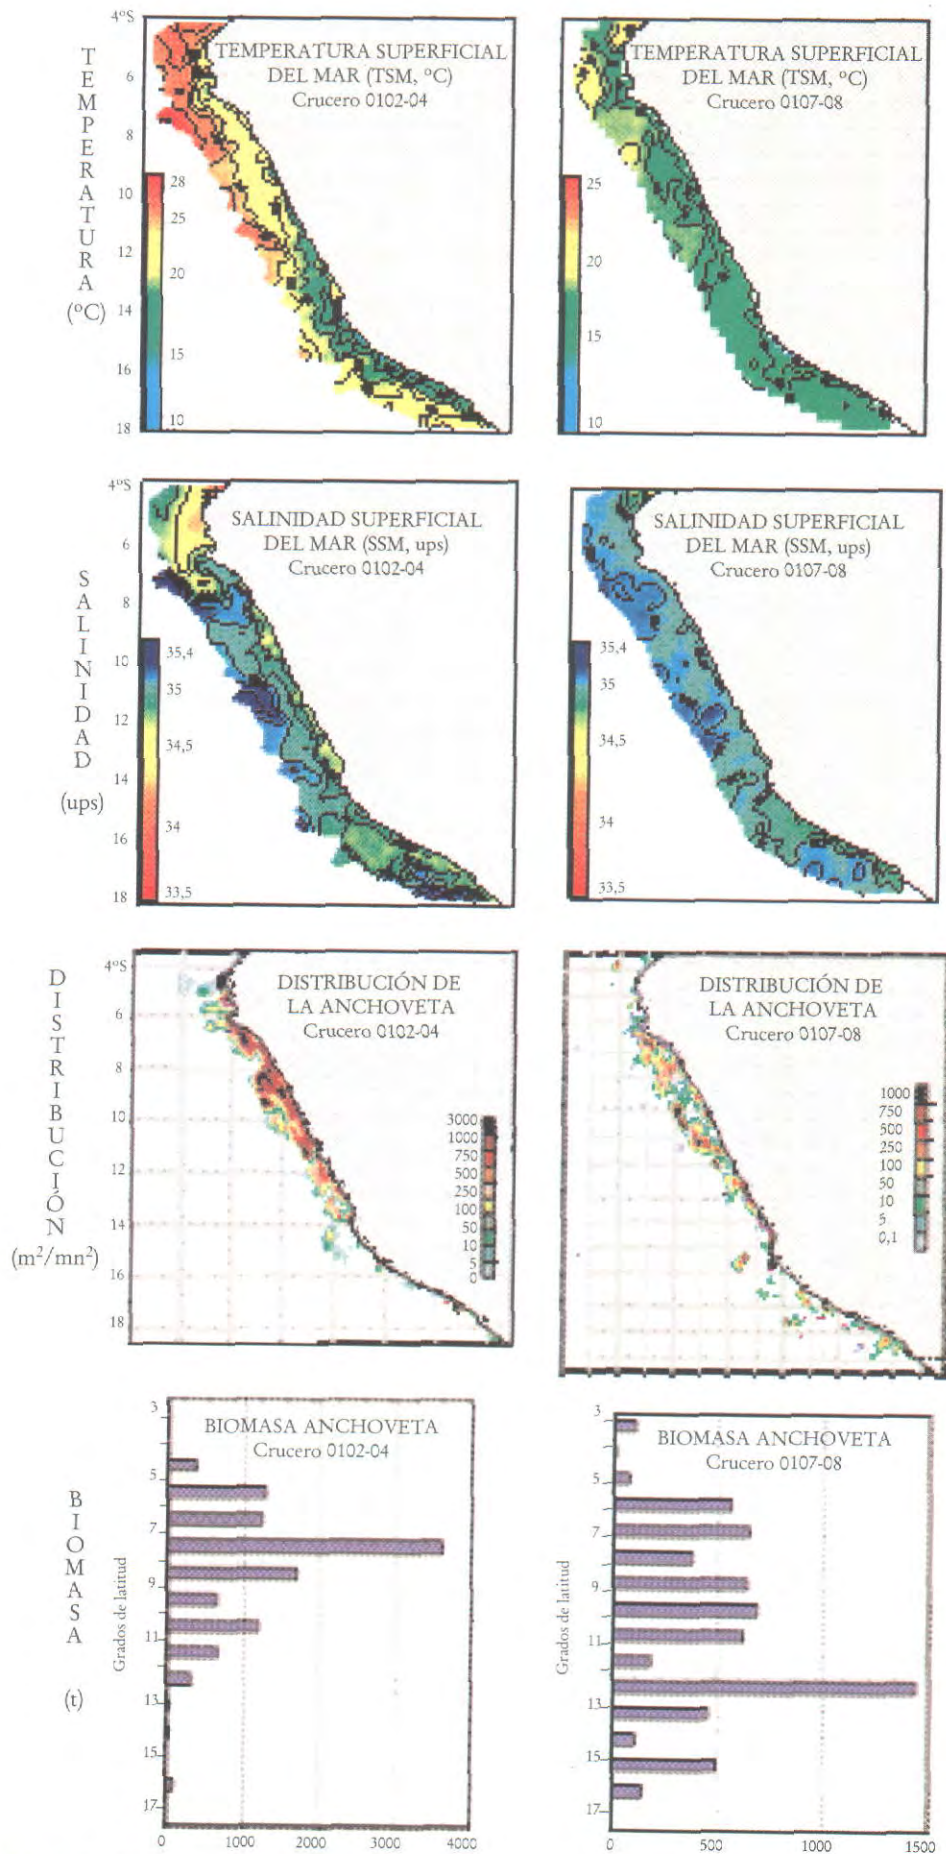 TEMPERATURA
(°C)
4°S
6
8
10
12
14
16
18
TEMPERATURA SUPERFICIAL
DEL MAR (TSM, °C)
Crucero 0102-04
28
25
20
15
10
TEMPERATURA SUPERFICIAL
DEL MAR (TSM, °C)
Crucero 0107-08
25
20
15
10
SALINIDAD
(ups)
4°S
6
8
10
12
14
16
18
SALINIDAD SUPERFICIAL
DEL MAR (SSM, ups)
Crucero 0102-04
35,4
35
34,5
34
33,5
SALINIDAD SUPERFICIAL
DEL MAR (SSM, ups)
Crucero 0107-08
35,4
35
34,5
34
33,5
DISTRIBUCIÓN
(m²/mn²)
4°S
6
8
10
12
14
16
18
DISTRIBUCIÓN DE
LA ANCHOVETA
Crucero 0102-04
3000
1000
750
500
250
100
50
10
5
0
DISTRIBUCIÓN DE
LA ANCHOVETA
Crucero 0107-08
1000
750
500
250
100
50
10
5
0,1
BIOMASA
(t)
Grados de latitud
3
5
7
9
11
13
15
17
BIOMASA ANCHOVETA
Crucero 0102-04
0
1000
2000
3000
4000
Grados de latitud
3
5
7
9
11
13
15
17
BIOMASA ANCHOVETA
Crucero 0107-08
0
500
1000
1500